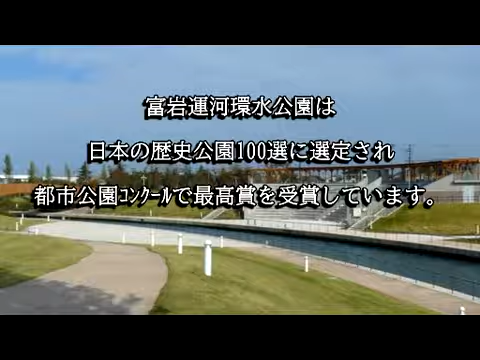 富岩運河環水公園は
日本の歴史公園100選に選定され
都市公園ｺﾝｸｰﾙで最高賞を受賞しています。